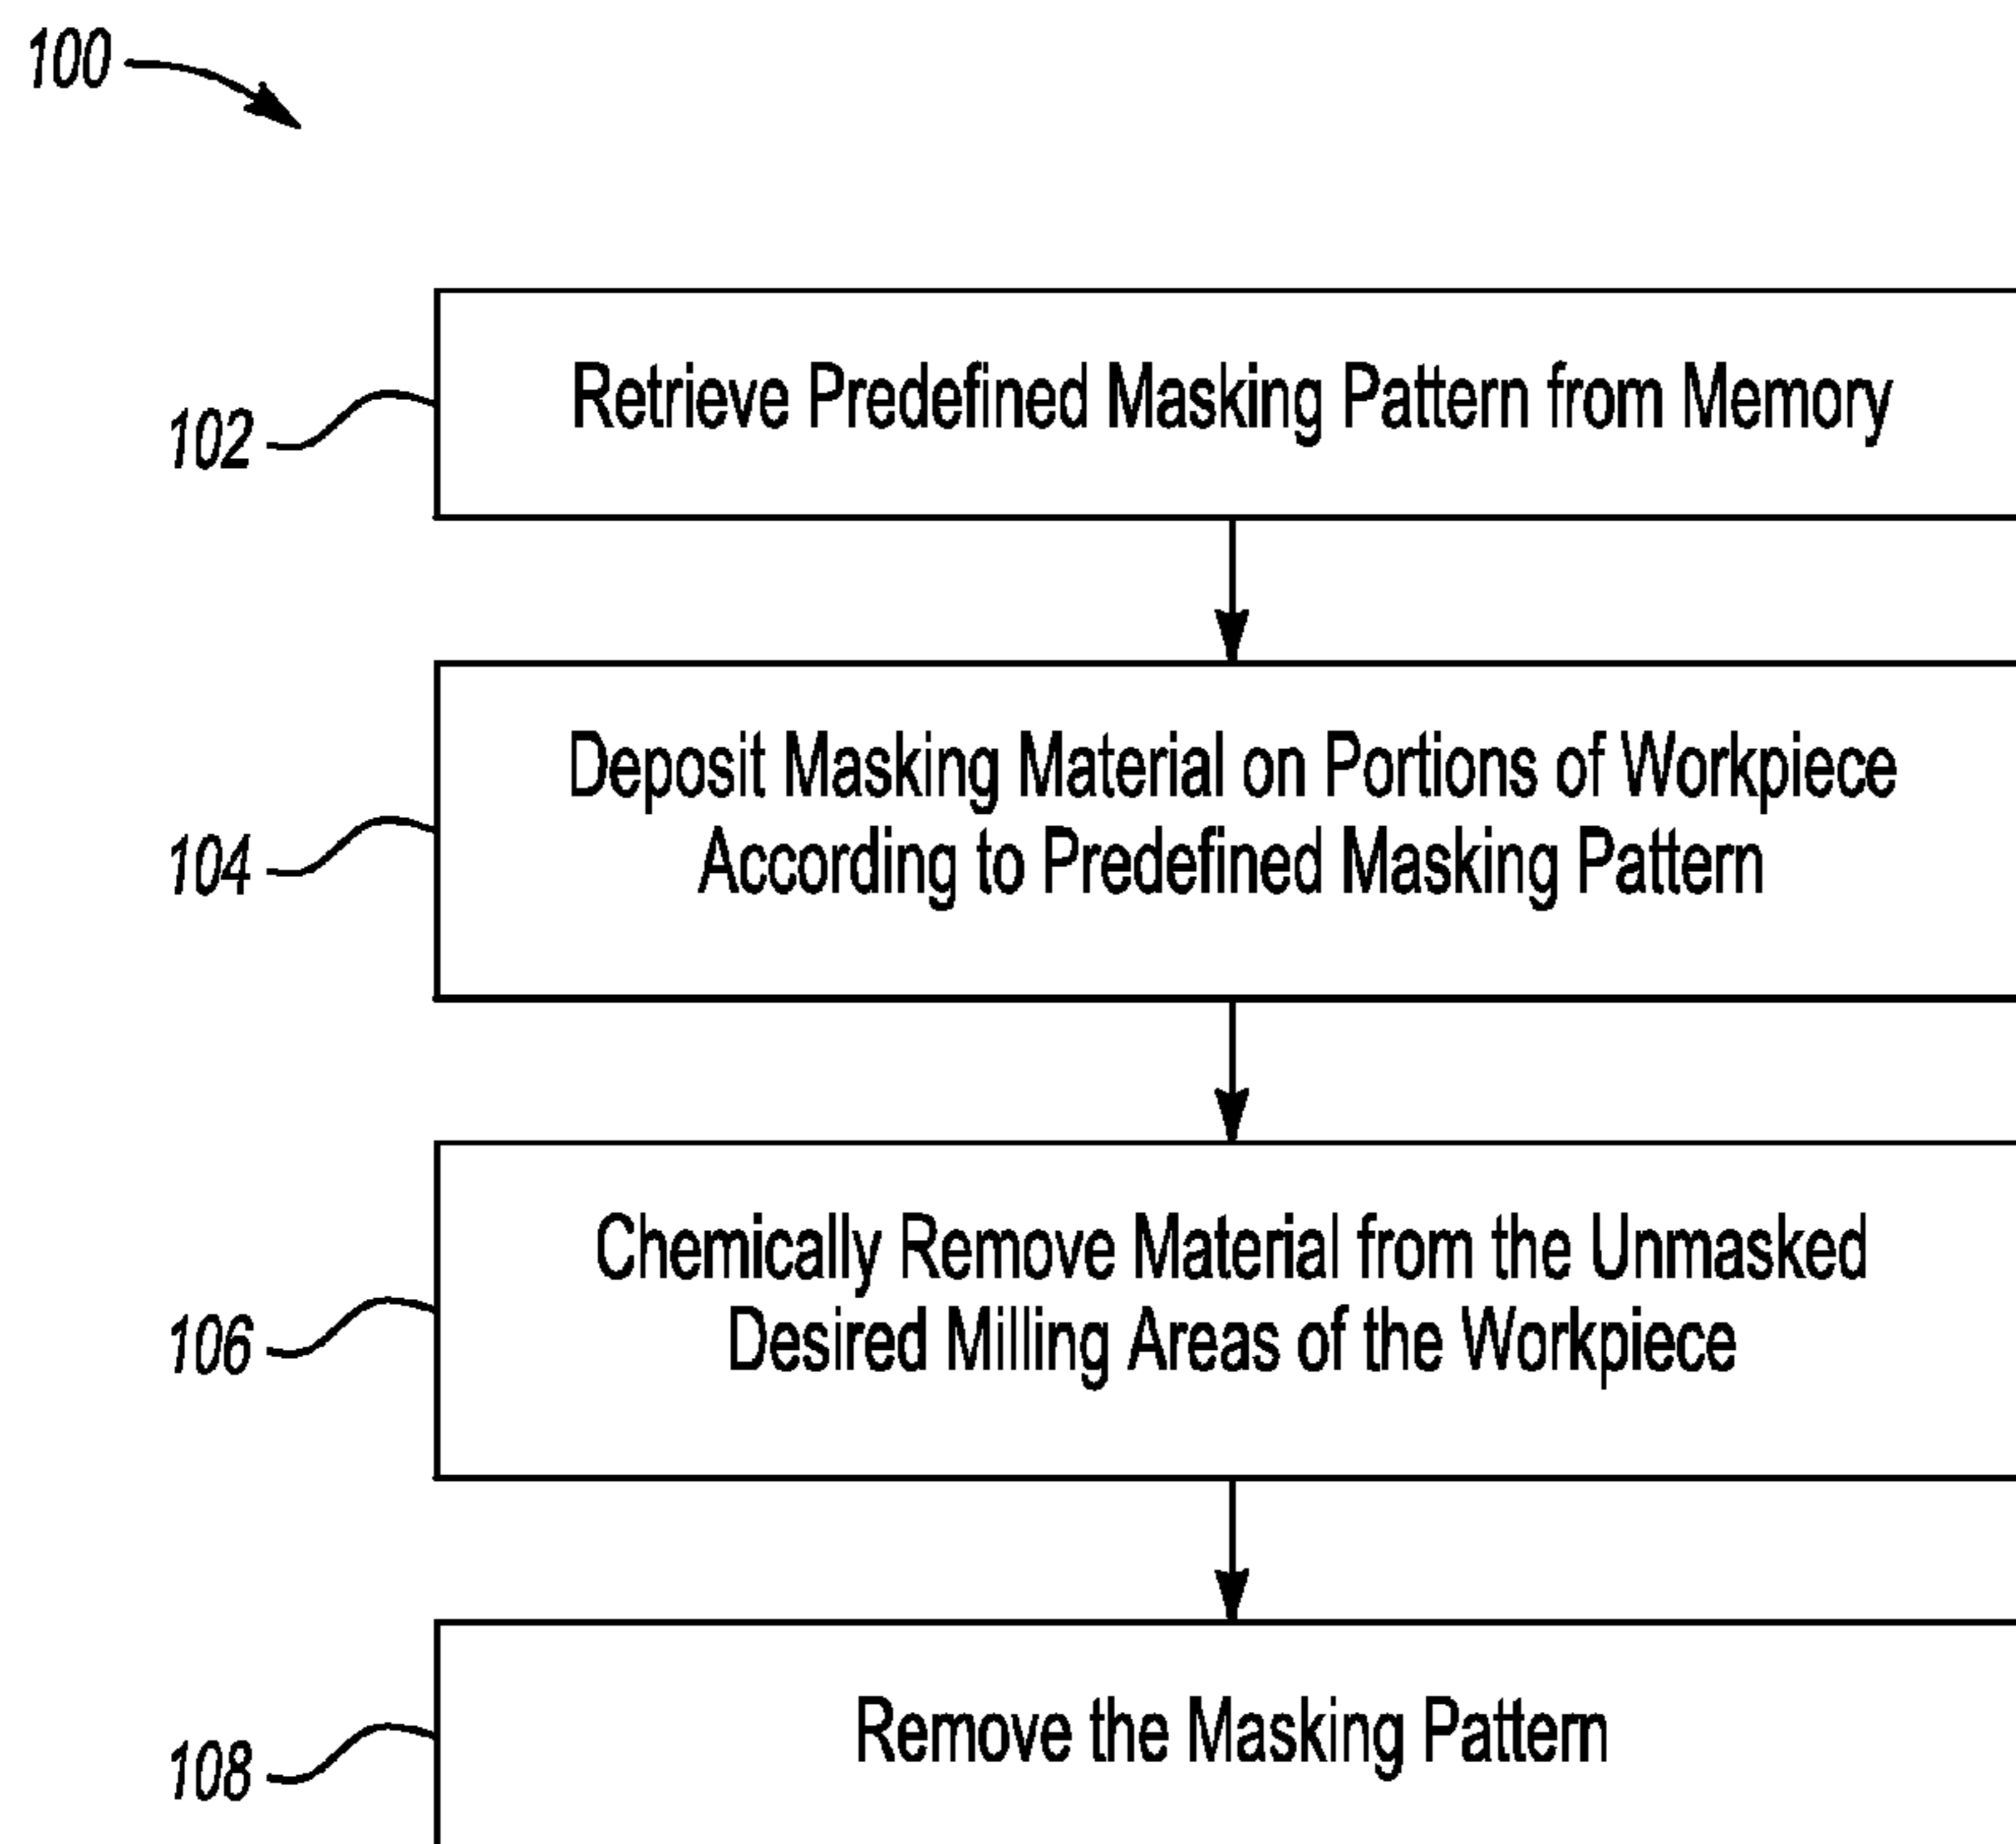 100
102
Retrieve Predefined Masking Pattern from Memory
104
Deposit Masking Material on Portions of Workpiece
According to Predefined Masking Pattern
106
Chemically Remove Material from the Unmasked
Desired Milling Areas of the Workpiece
108
Remove the Masking Pattern